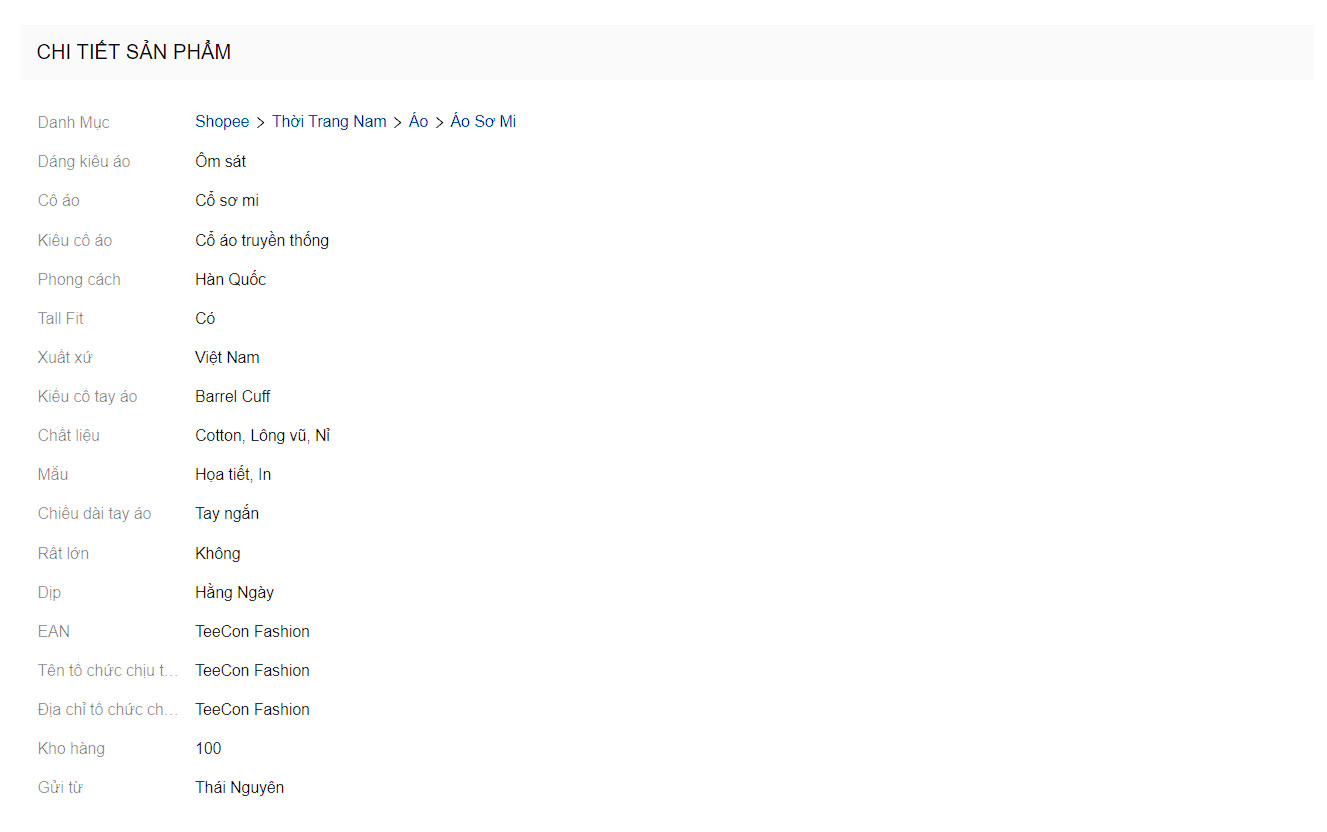 CHI TIẾT SẢN PHẨM
Danh Mục Shopee > Thời Trang Nam > Áo > Áo Sơ Mi
Dáng kiểu áo Ôm sát
Cổ áo Cổ sơ mi
Kiểu cổ áo Cổ áo truyền thống
Phong cách Hàn Quốc
Tall Fit Có
Xuất xứ Việt Nam
Kiểu cổ tay áo Barrel Cuff
Chất liệu Cotton, Lông vũ, Nỉ
Mẫu Họa tiết, In
Chiều dài tay áo Tay ngắn
Rất lớn Không
Dịp Hằng Ngày
EAN TeeCon Fashion
Tên tổ chức chịu t... TeeCon Fashion
Địa chỉ tổ chức ch... TeeCon Fashion
Kho hàng 100
Gửi từ Thái Nguyên